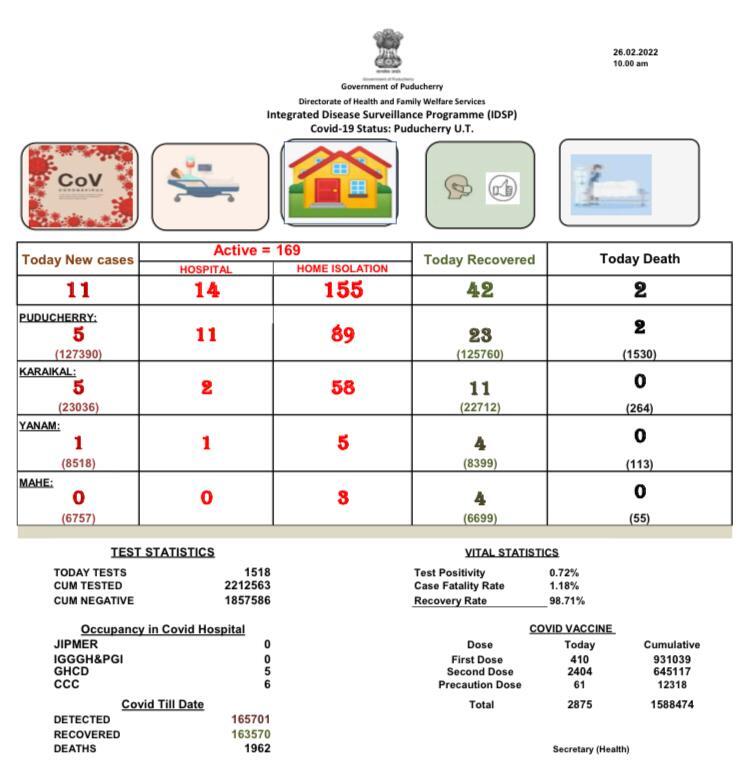 26.02.2022
10.00 am
Government of Puducherry
Directorate of Health and Family Welfare Services
Integrated Disease Surveillance Programme (IDSP)
Covid-19 Status: Puducherry U.T.
CoV
CORONAVIRUS
Today New cases Active = 169 Today Recovered Today Death
HOSPITAL HOME ISOLATION
11 14 155 42 2
PUDUCHERRY:
5 11 89 23 2
(127390) (125760) (1530)
KARAIKAL:
5 2 58 11 0
(23036) (22712) (264)
YANAM:
1 1 5 4 0
(8518) (8399) (113)
MAHE:
0 0 3 4 0
(6757) (6699) (55)
TEST STATISTICS
TODAY TESTS 1518
CUM TESTED 2212563
CUM NEGATIVE 1857586
VITAL STATISTICS
Test Positivity 0.72%
Case Fatality Rate 1.18%
Recovery Rate 98.71%
Occupancy in Covid Hospital
JIPMER 0
IGGGH&PGI 0
GHCD 5
CCC 6
COVID VACCINE
Dose Today Cumulative
First Dose 410 931039
Second Dose 2404 645117
Precaution Dose 61 12318
Total 2875 1588474
Covid Till Date
DETECTED 165701
RECOVERED 163570
DEATHS 1962
Secretary (Health)